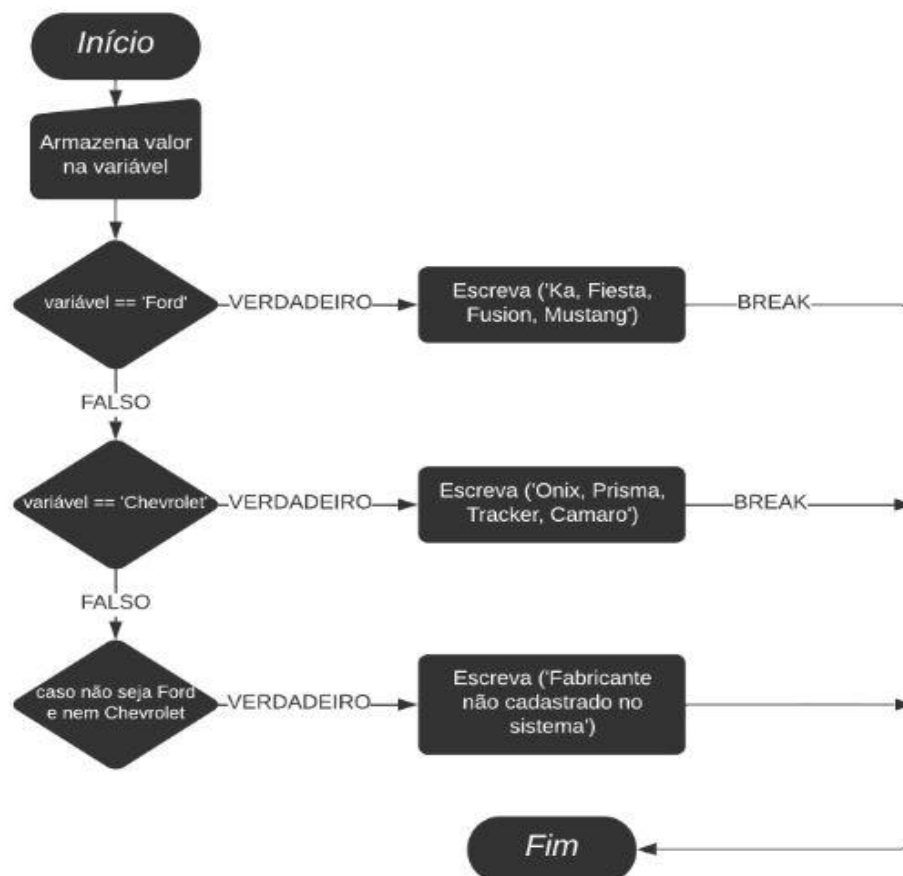 Início
Armazena valor
na variável
variável == 'Ford'
VERDADEIRO
Escreva ('Ka, Fiesta,
Fusion, Mustang')
BREAK
FALSO
variável == 'Chevrolet'
VERDADEIRO
Escreva ('Onix, Prisma,
Tracker, Camaro')
BREAK
FALSO
caso não seja Ford
e nem Chevrolet
VERDADEIRO
Escreva ('Fabricante
não cadastrado no
sistema')
Fim